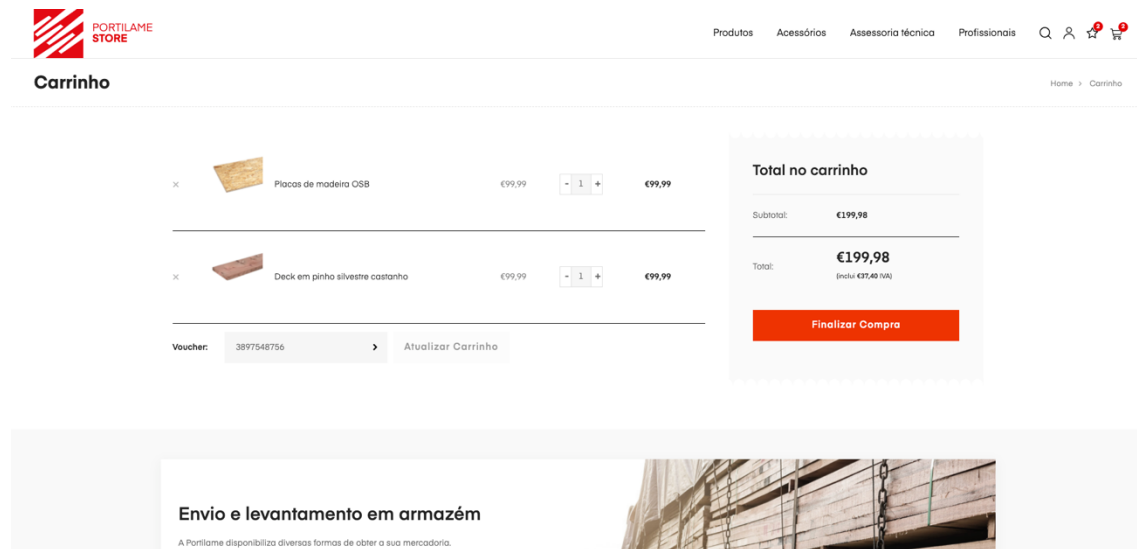 PORTILAME
STORE
Produtos Acessórios Assessoria técnica Profissionais 2 2
Carrinho
Home > Carrinho
× Placas de madeira OSB €99,99 - 1 + €99,99
× Deck em pinho silvestre castanho €99,99 - 1 + €99,99
Voucher: 3897548756 Atualizar Carrinho
Total no carrinho
Subtotal: €199,98
Total: €199,98
(inclui €37,40 IVA)
Finalizar Compra
Envio e levantamento em armazém
A Portilame disponibiliza diversas formas de obter a sua mercadoria.